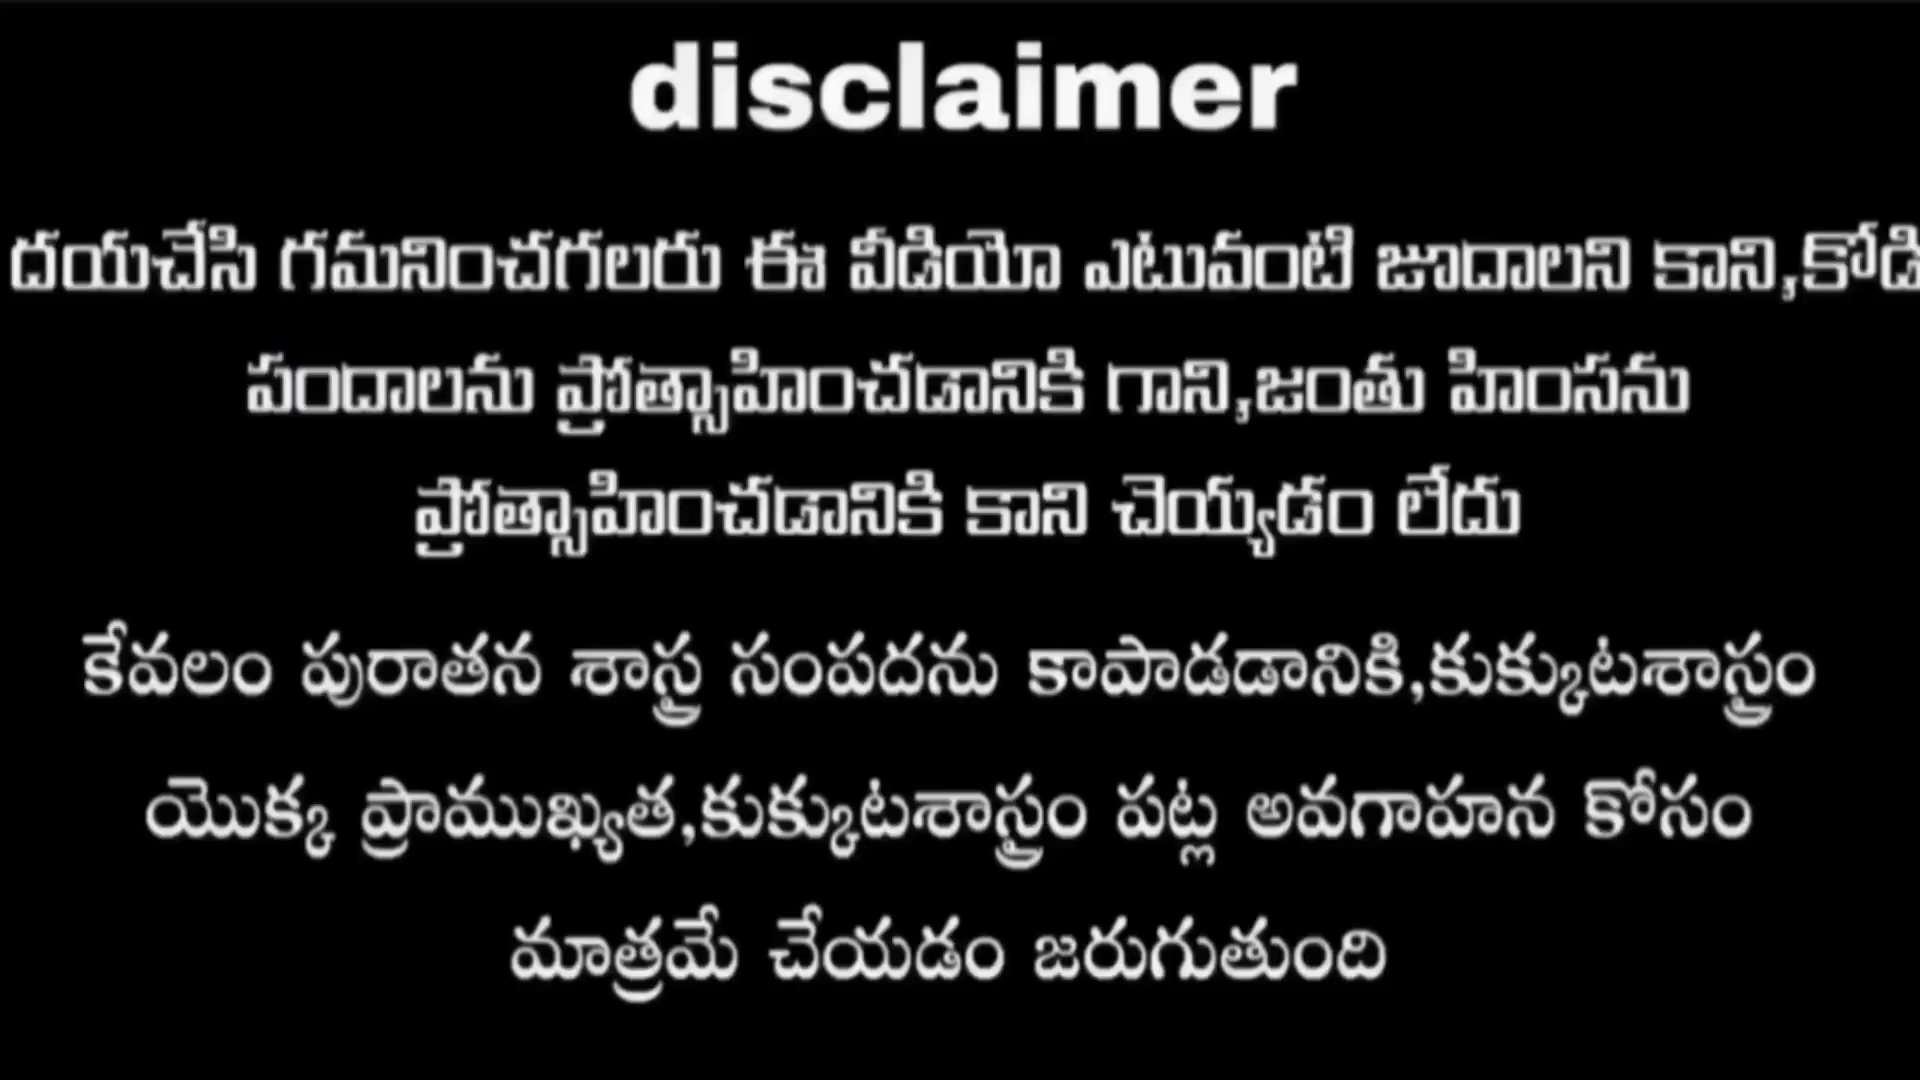 disclaimer
దయచేసి గమనించగలరు ఈ వీడియో ఎటువంటి జూదాలని కాని,కోడి
పందాలను ప్రోత్సాహించడానికి గాని,జంతు హింసను
ప్రోత్సాహించడానికి కాని చెయ్యడం లేదు
కేవలం పురాతన శాస్త్ర సంపదను కాపాడడానికి,కుక్కుటశాస్త్రం
యొక్క ప్రాముఖ్యత,కుక్కుటశాస్త్రం పట్ల అవగాహన కోసం
మాత్రమే చేయడం జరుగుతుంది